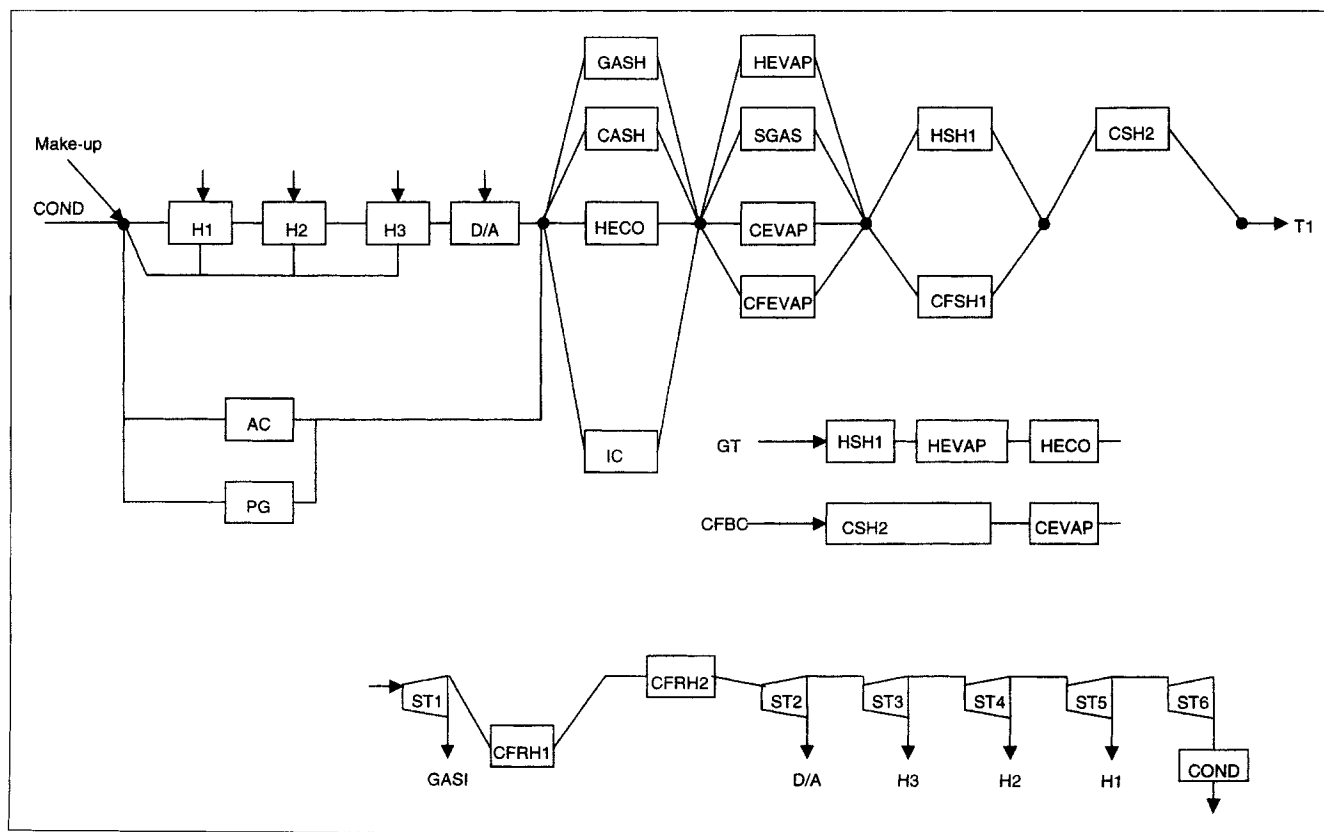 GASH
HEVAP
CASH
SGAS
HSH1
CSH2
Make-up
COND
H1
H2
H3
D/A
HECO
CEVAP
T1
CFEVAP
CFSH1
AC
IC
GT
HSH1
HEVAP
HECO
PG
CFBC
CSH2
CEVAP
CFRH2
ST1
ST2
ST3
ST4
ST5
ST6
CFRH1
GASI
D/A
H3
H2
H1
COND